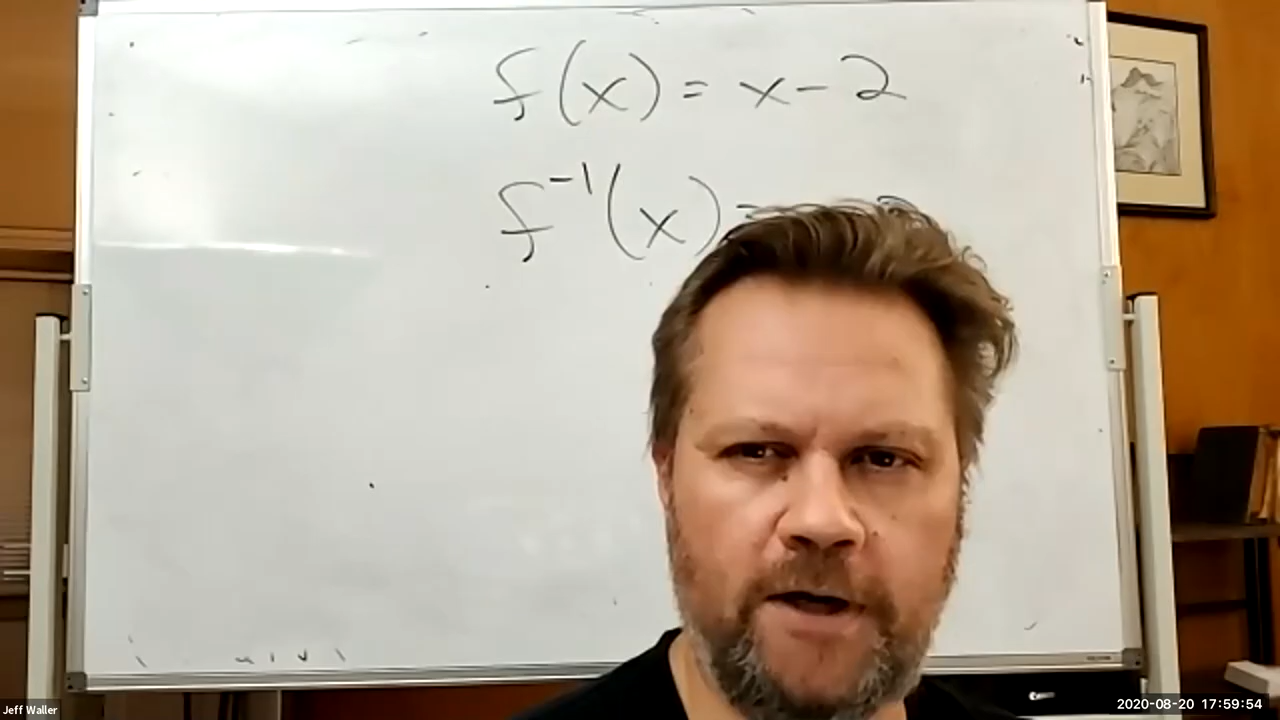 f(x) = x - 2
f⁻¹(x) =
Jeff Waller
2020-08-20 17:59:54